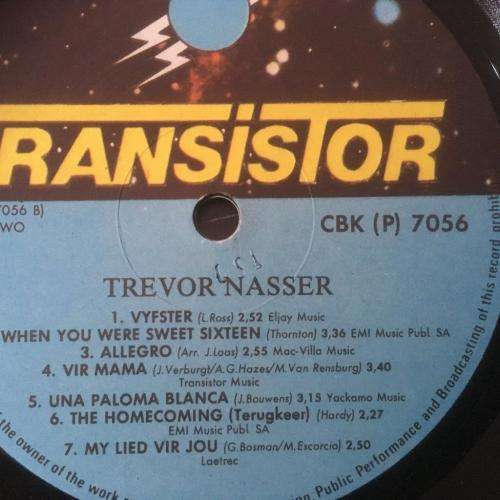 RANSISTOR
7056 B)
WO
CBK (P) 7056
TREVOR NASSER
1. VYFSTER (L.Ross) 2,52 Eljay Music
WHEN YOU WERE SWEET SIXTEEN (Thornton) 3,36 EMI Music Publ SA
3. ALLEGRO (Arr. J.Laas) 2,55 Mac-Villa Music
4. VIR MAMA (J.Verburgt/A.G.Hazes/M.Van Rensburg) 3,40
Transistor Music
5. UNA PALOMA BLANCA (J.Bouwens) 3,15 Yackamo Music
6. THE HOMECOMING (Terugkeer) (Hardy) 2,27
EMI Music Publ SA
7. MY LIED VIR JOU (G.Bosman/M.Escorcio) 2,50
Laetrec
of the owner of the work
on Public Performance and Broadcasting of this record prohib